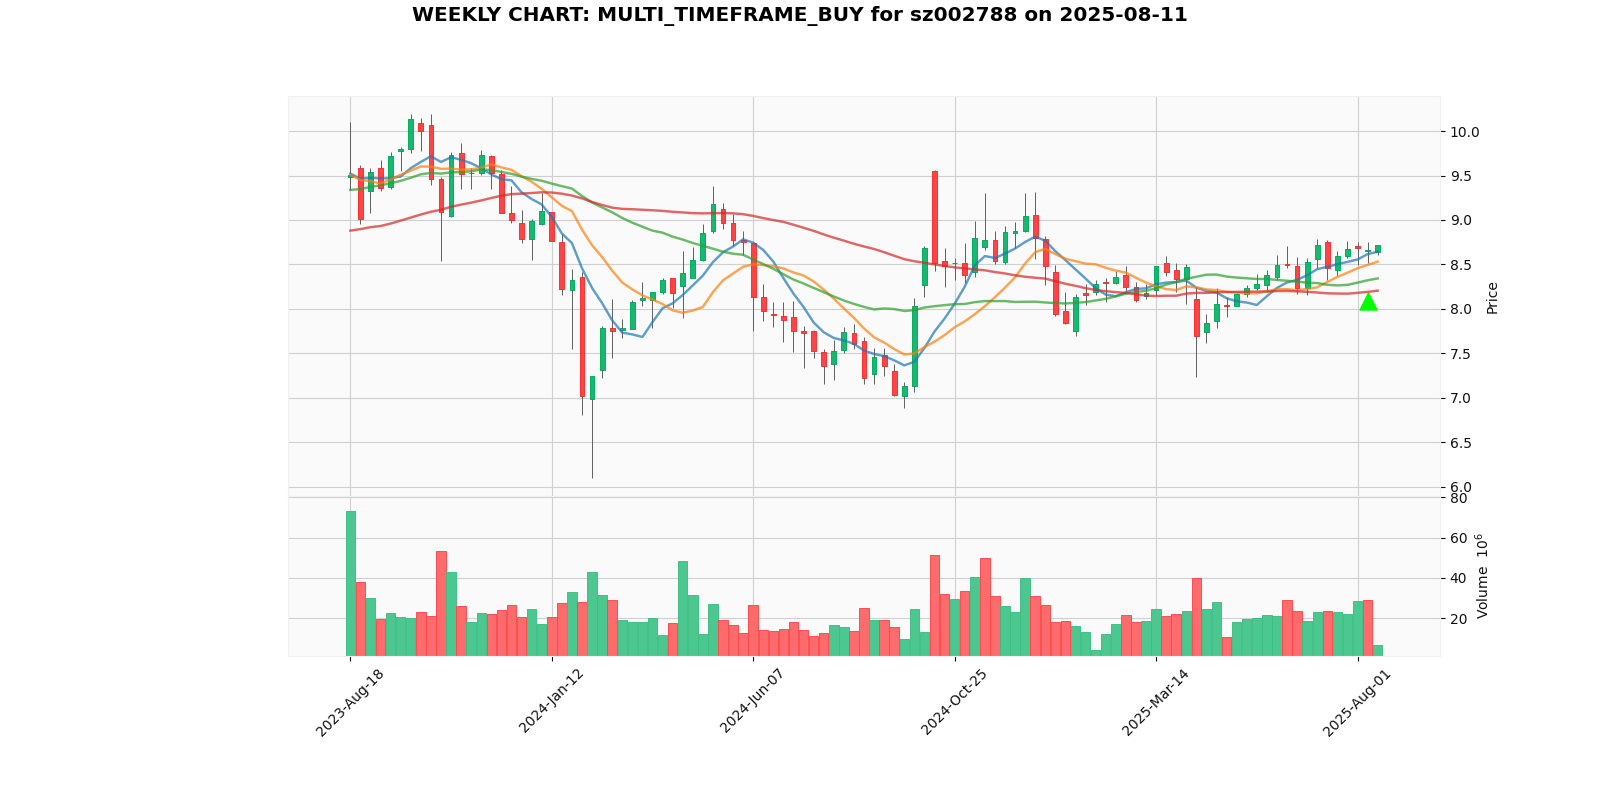 WEEKLY CHART: MULTI_TIMEFRAME_BUY for sz002788 on 2025-08-11
10.0
9.5
9.0
8.5
8.0
7.5
7.0
6.5
6.0
Price
80
60
40
20
Volume 10^6
2023-Aug-18
2024-Jan-12
2024-Jun-07
2024-Oct-25
2025-Mar-14
2025-Aug-01